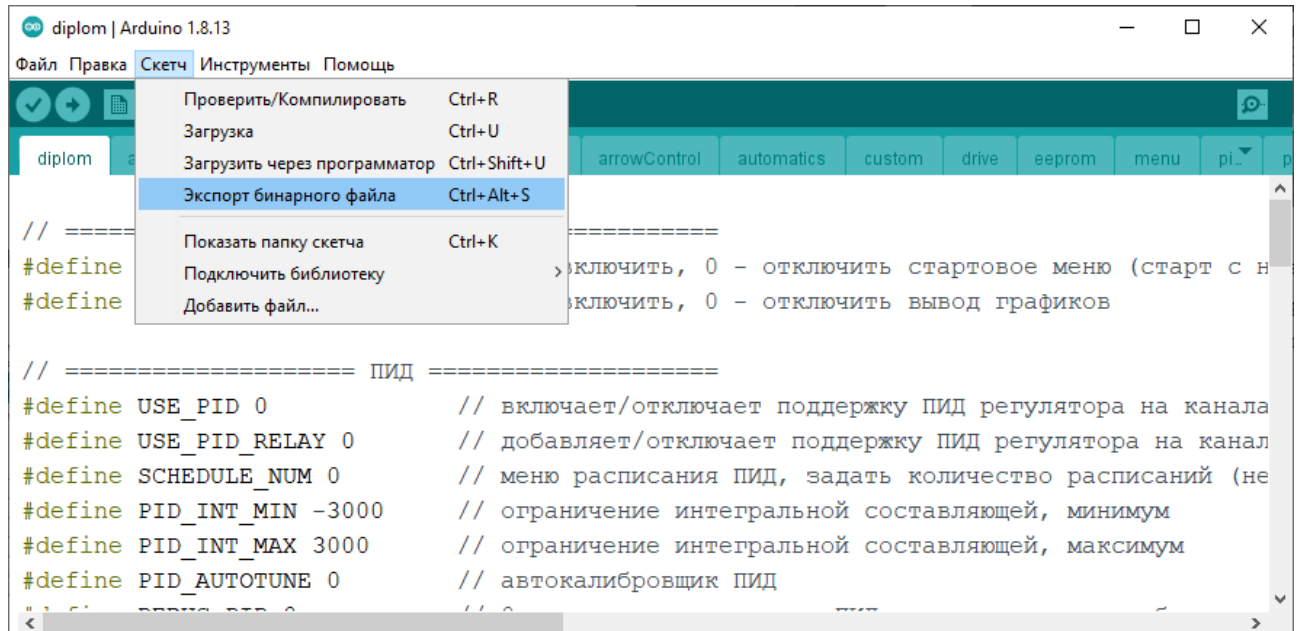 diplom | Arduino 1.8.13
Файл Правка Скетч Инструменты Помощь
Проверить/Компилировать Ctrl+R
Загрузка Ctrl+U
Загрузить через программатор Ctrl+Shift+U
Экспорт бинарного файла Ctrl+Alt+S
Показать папку скетча Ctrl+K
Подключить библиотеку
Добавить файл...
diplom arrowControl automatics custom drive eeprom menu pi..
// ===== ==========
#define включить, 0 - отключить стартовое меню (старт с н
#define включить, 0 - отключить вывод графиков
// ==================== ПИД ====================
#define USE_PID 0 // включает/отключает поддержку ПИД регулятора на канала
#define USE_PID_RELAY 0 // добавляет/отключает поддержку ПИД регулятора на канал
#define SCHEDULE_NUM 0 // меню расписания ПИД, задать количество расписаний (не
#define PID_INT_MIN -3000 // ограничение интегральной составляющей, минимум
#define PID_INT_MAX 3000 // ограничение интегральной составляющей, максимум
#define PID_AUTOTUNE 0 // автокалибровщик ПИД